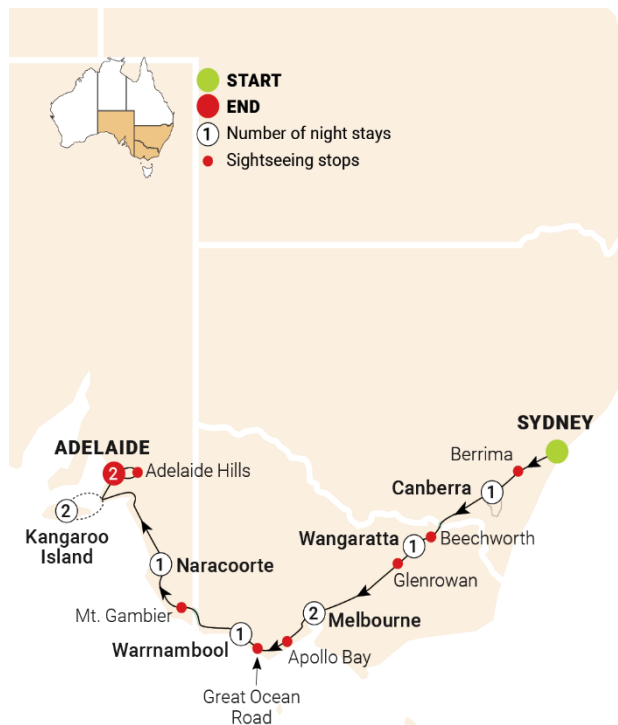 START
END
1 Number of night stays
Sightseeing stops
SYDNEY
Berrima
ADELAIDE
2
Adelaide Hills
Canberra
1
2
Kangaroo
Island
Wangaratta
1
Beechworth
Naracoorte
1
Glenrowan
Mt. Gambier
2
Melbourne
Warrnambool
1
Apollo Bay
Great Ocean
Road